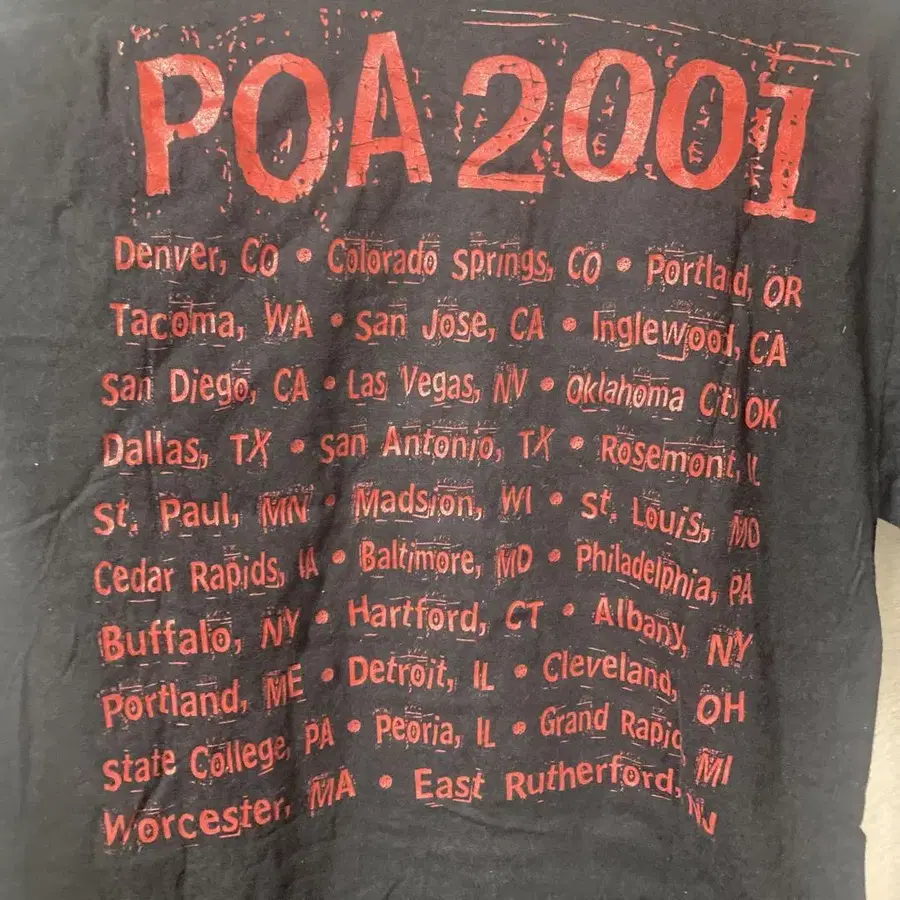 POA 2001
Denver, CO • Colorado Springs, CO • Portland, OR
Tacoma, WA • San Jose, CA • Inglewood, CA
San Diego, CA • Las Vegas, NV • Oklahoma City OK
Dallas, TX • San Antonio, TX • Rosemont, IL
St. Paul, MN • Madsion, WI • St. Louis, MO
Cedar Rapids, IA • Baltimore, MD • Philadelphia, PA
Buffalo, NY • Hartford, CT • Albany, NY
Portland, ME • Detroit, IL • Cleveland, OH
State College, PA • Peoria, IL • Grand Rapids, MI
Worcester, MA • East Rutherford, NJ